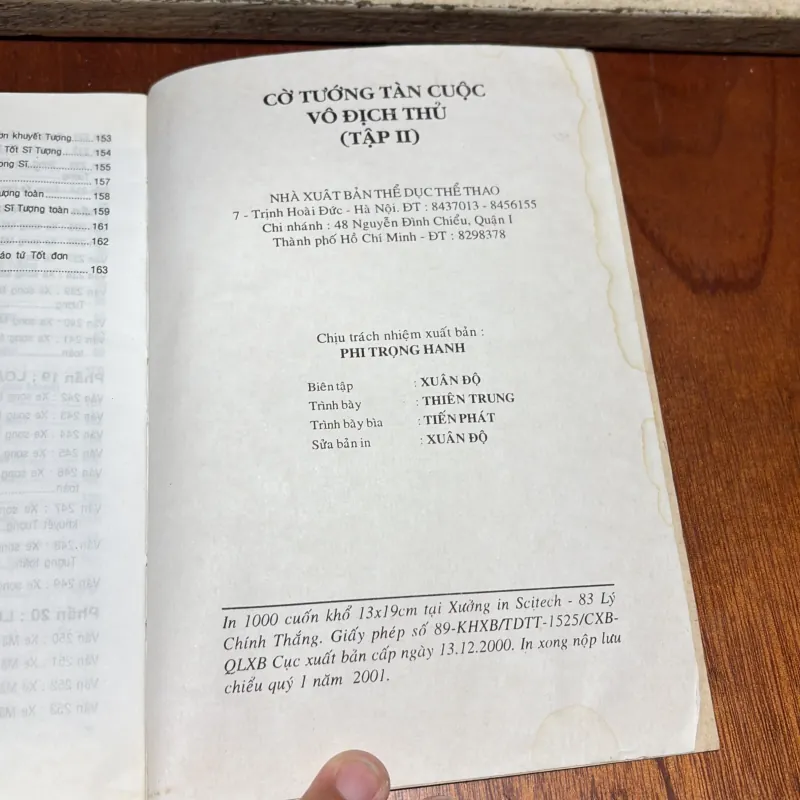 ơn khuyết Tượng........ 153
Tốt Sĩ Tượng........... 154
ong Sĩ................. 155
....................... 157
ượng toàn.............. 158
Sĩ Tượng toàn.......... 159
....................... 161
....................... 162
áo tứ Tốt đơn
....................... 163
CỜ TƯỚNG TÀN CUỘC
VÔ ĐỊCH THỦ
(TẬP II)
NHÀ XUẤT BẢN THỂ DỤC THỂ THAO
7 - Trịnh Hoài Đức - Hà Nội. ĐT : 8437013 - 8456155
Chi nhánh : 48 Nguyễn Đình Chiểu, Quận I
Thành phố Hồ Chí Minh - ĐT : 8298378
Chịu trách nhiệm xuất bản :
PHI TRỌNG HANH
Biên tập : XUÂN ĐỘ
Trình bày : THIÊN TRUNG
Trình bày bìa : TIẾN PHÁT
Sửa bản in : XUÂN ĐỘ
In 1000 cuốn khổ 13x19cm tại Xưởng in Scitech - 83 Lý
Chính Thắng. Giấy phép số 89-KHXB/TDTT-1525/CXB-
QLXB Cục xuất bản cấp ngày 13.12.2000. In xong nộp lưu
chiểu quý 1 năm 2001.